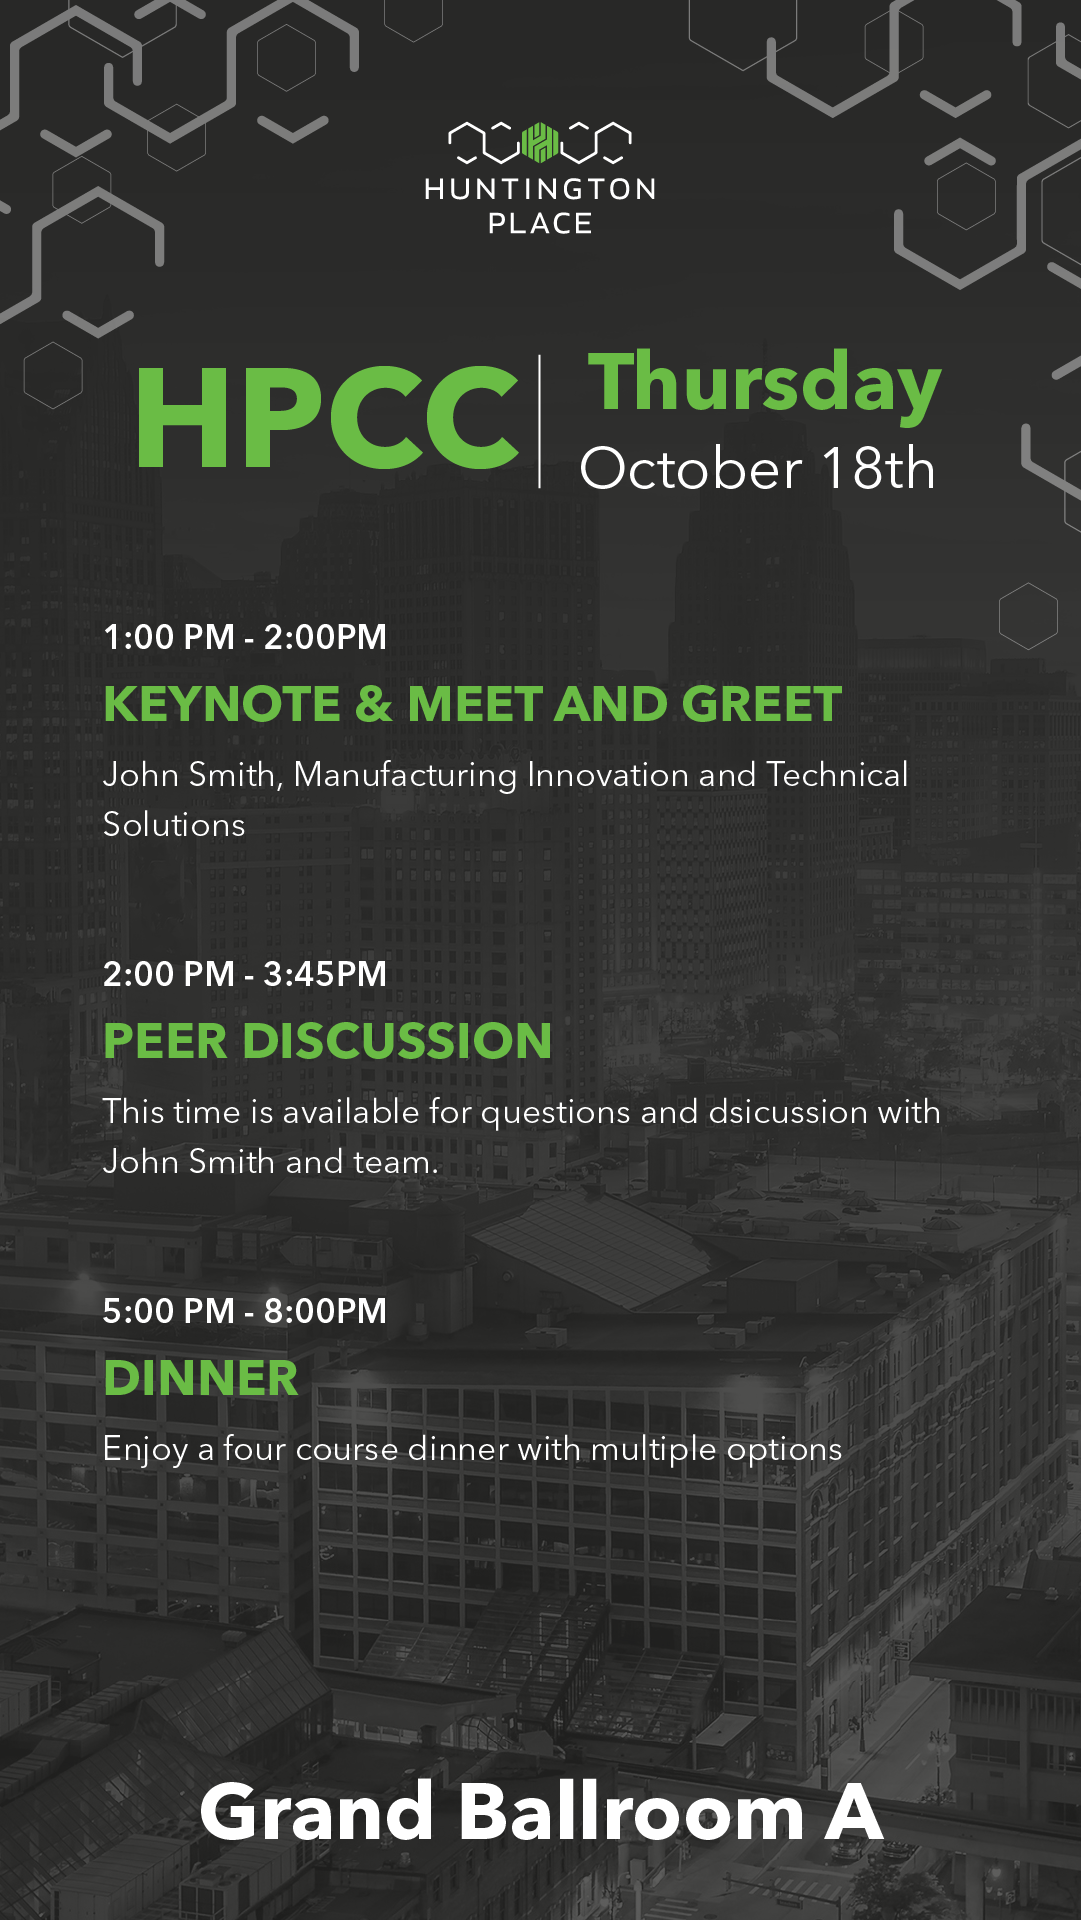 HUNTINGTON
PLACE
HPCC
Thursday
October 18th
1:00 PM - 2:00PM
KEYNOTE & MEET AND GREET
John Smith, Manufacturing Innovation and Technical
Solutions
2:00 PM - 3:45PM
PEER DISCUSSION
This time is available for questions and dsicussion with
John Smith and team.
5:00 PM - 8:00PM
DINNER
Enjoy a four course dinner with multiple options
Grand Ballroom A